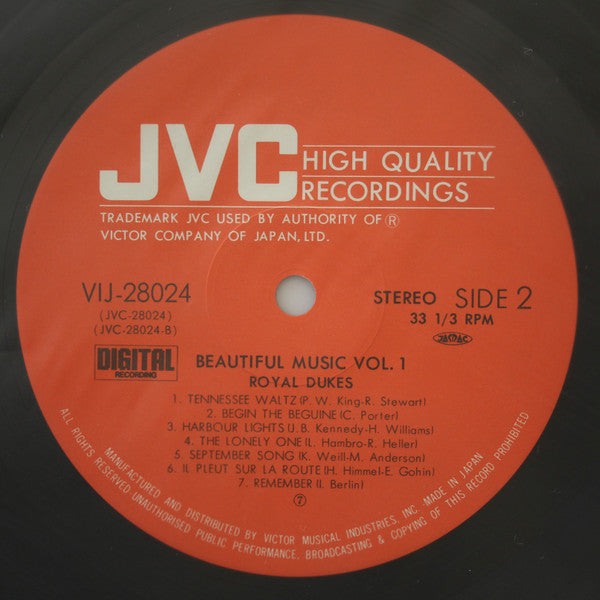 JVC
HIGH QUALITY
RECORDINGS
TRADEMARK JVC USED BY AUTHORITY OF Ⓡ
VICTOR COMPANY OF JAPAN, LTD.
VIJ-28024
(JVC-28024)
(JVC-28024-B)
STEREO SIDE 2
33 1/3 RPM
JASRAC
DIGITAL
RECORDING
BEAUTIFUL MUSIC VOL. 1
ROYAL DUKES
1. TENNESSEE WALTZ (P. W. King-R. Stewart)
2. BEGIN THE BEGUINE (C. Porter)
3. HARBOUR LIGHTS (J.B. Kennedy-H. Williams)
4. THE LONELY ONE (L. Hambro-R. Heller)
5. SEPTEMBER SONG (K. Weill-M. Anderson)
6. IL PLEUT SUR LA ROUTE (H. Himmel-E. Gohin)
7. REMEMBER (I. Berlin)
⑦
MANUFACTURED AND DISTRIBUTED BY VICTOR MUSICAL INDUSTRIES, INC. MADE IN JAPAN
ALL RIGHTS RESERVED UNAUTHORISED PUBLIC PERFORMANCE, BROADCASTING & COPYING OF THIS RECORD PROHIBITED